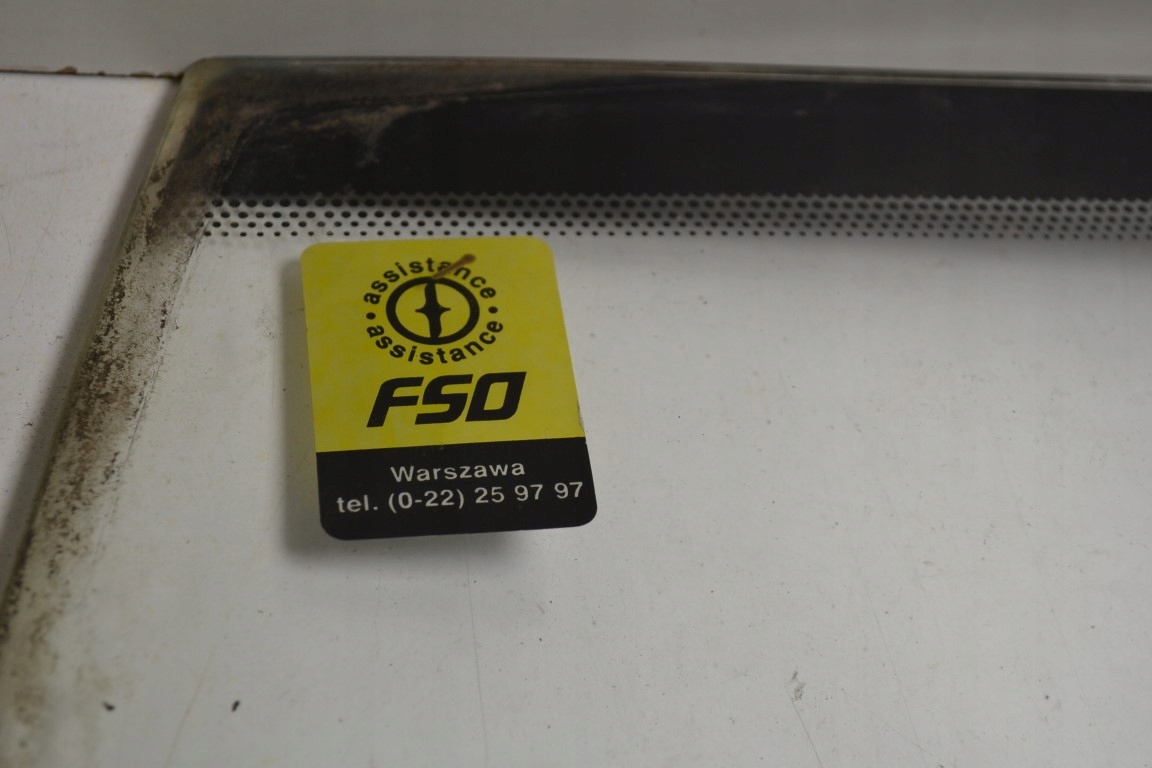 • assistance •
assistance
FSO
Warszawa
tel. (0-22) 25 97 97